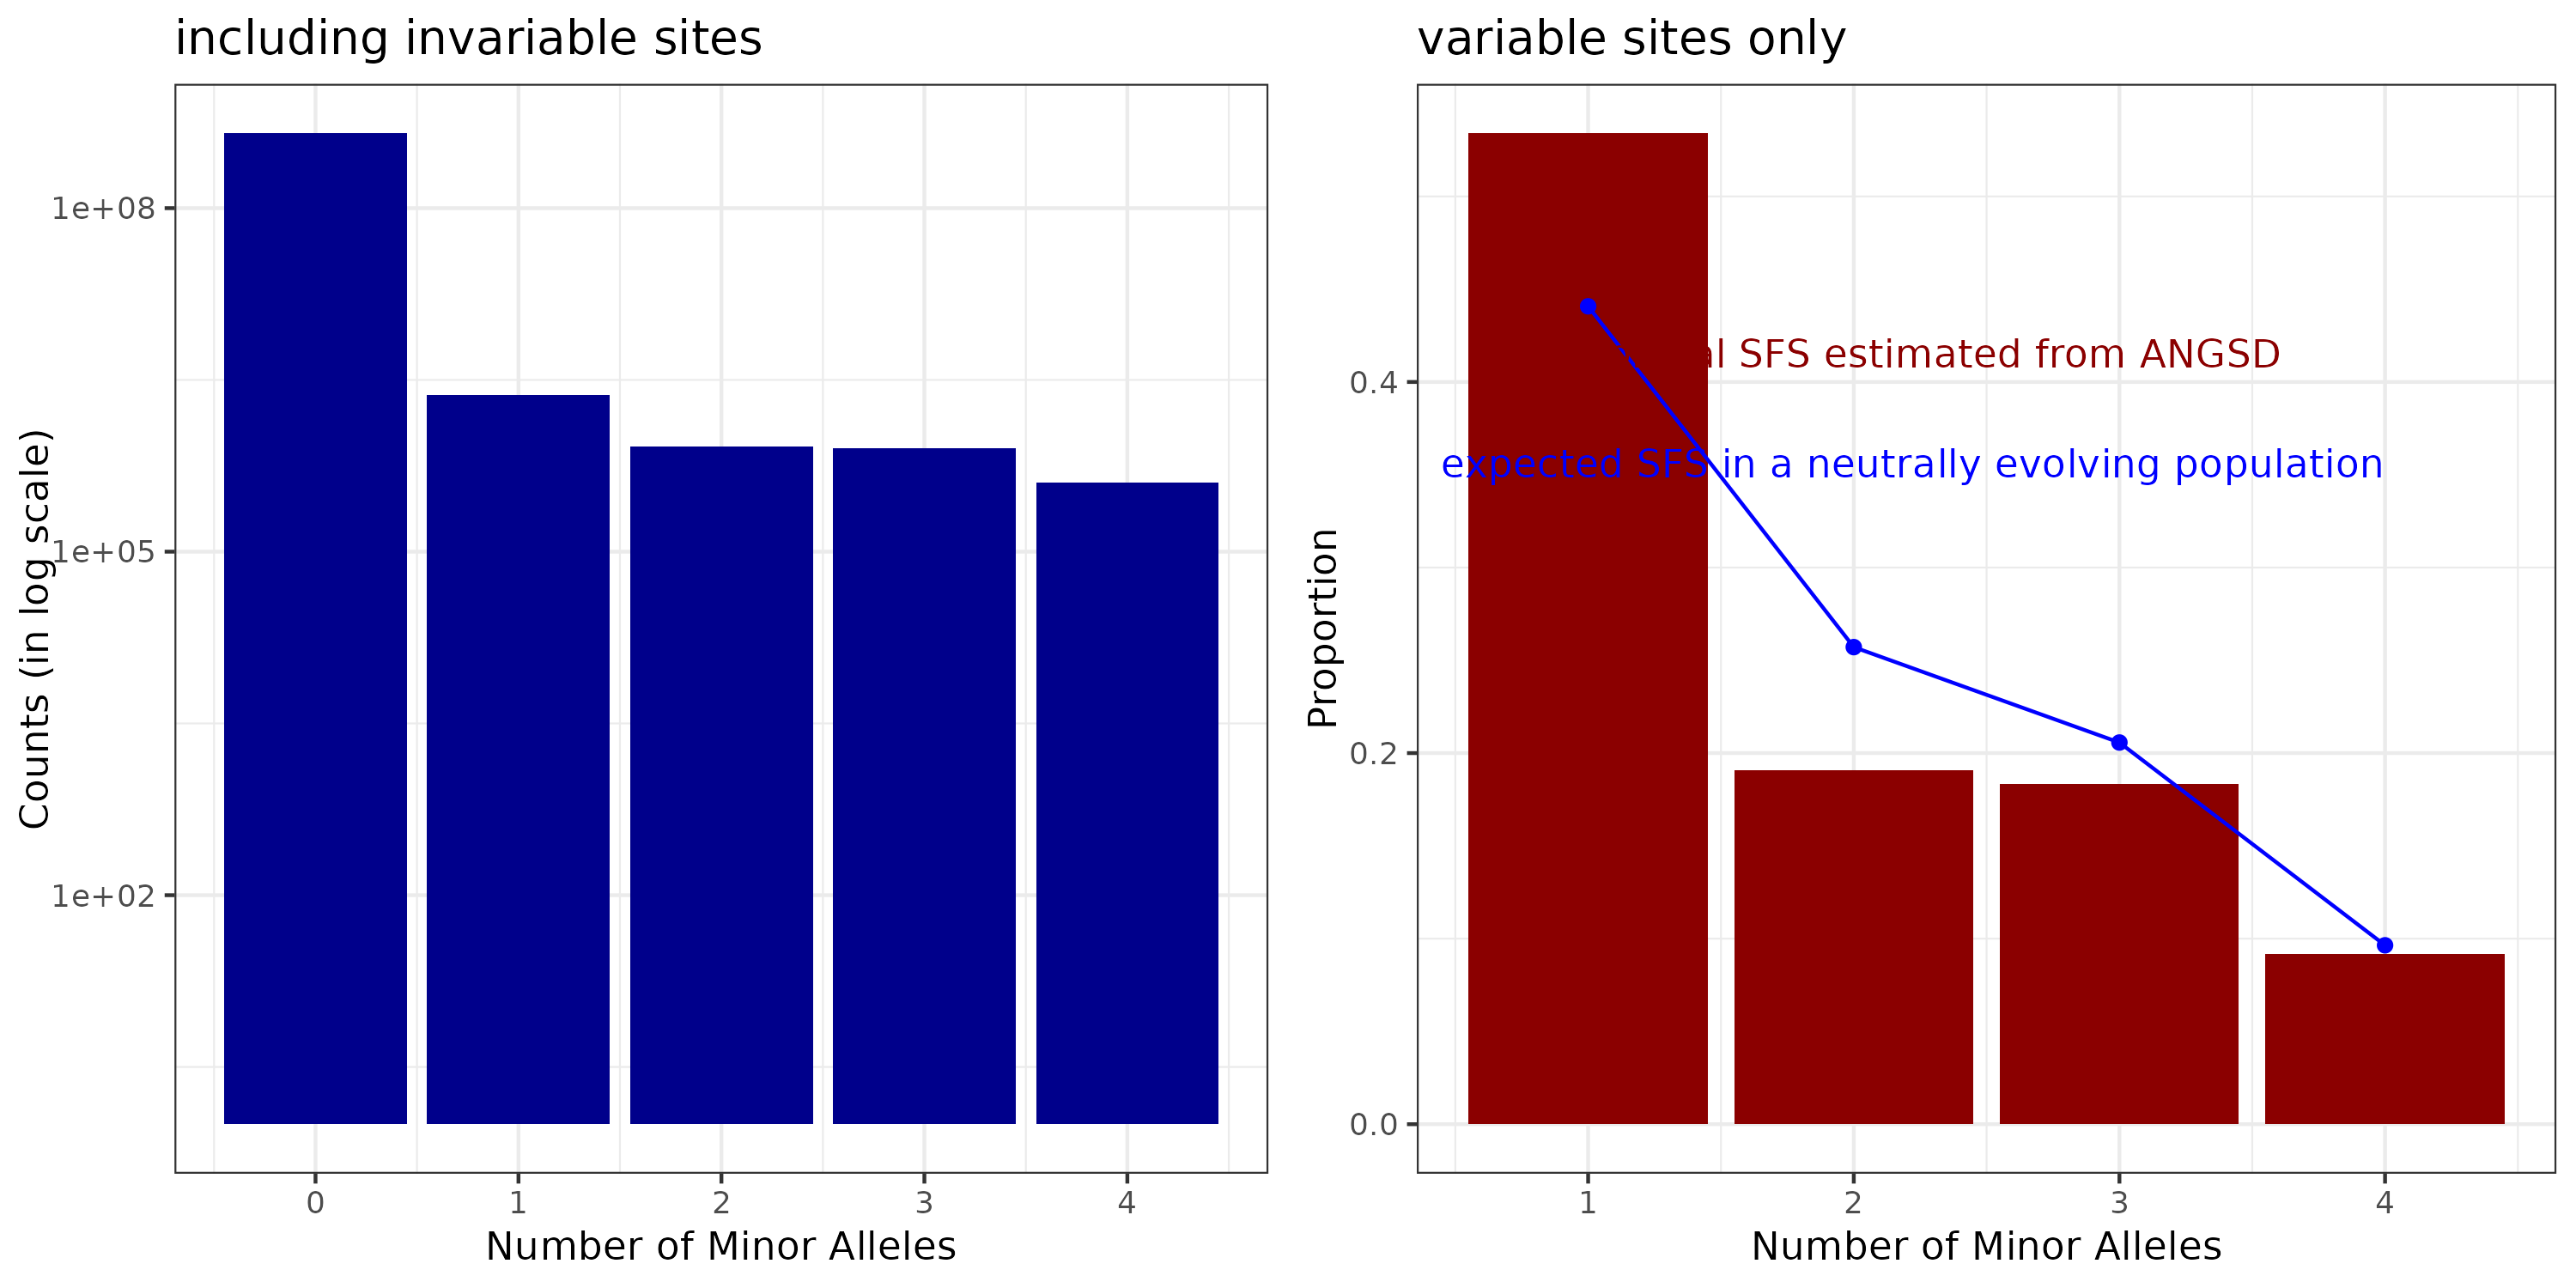 including invariable sites
variable sites only
1e+08
1e+05
1e+02
Counts (in log scale)
0 1 2 3 4
Number of Minor Alleles
SFS estimated from ANGSD
expected SFS in a neutrally evolving population
0.4
0.2
0.0
Proportion
1 2 3 4
Number of Minor Alleles